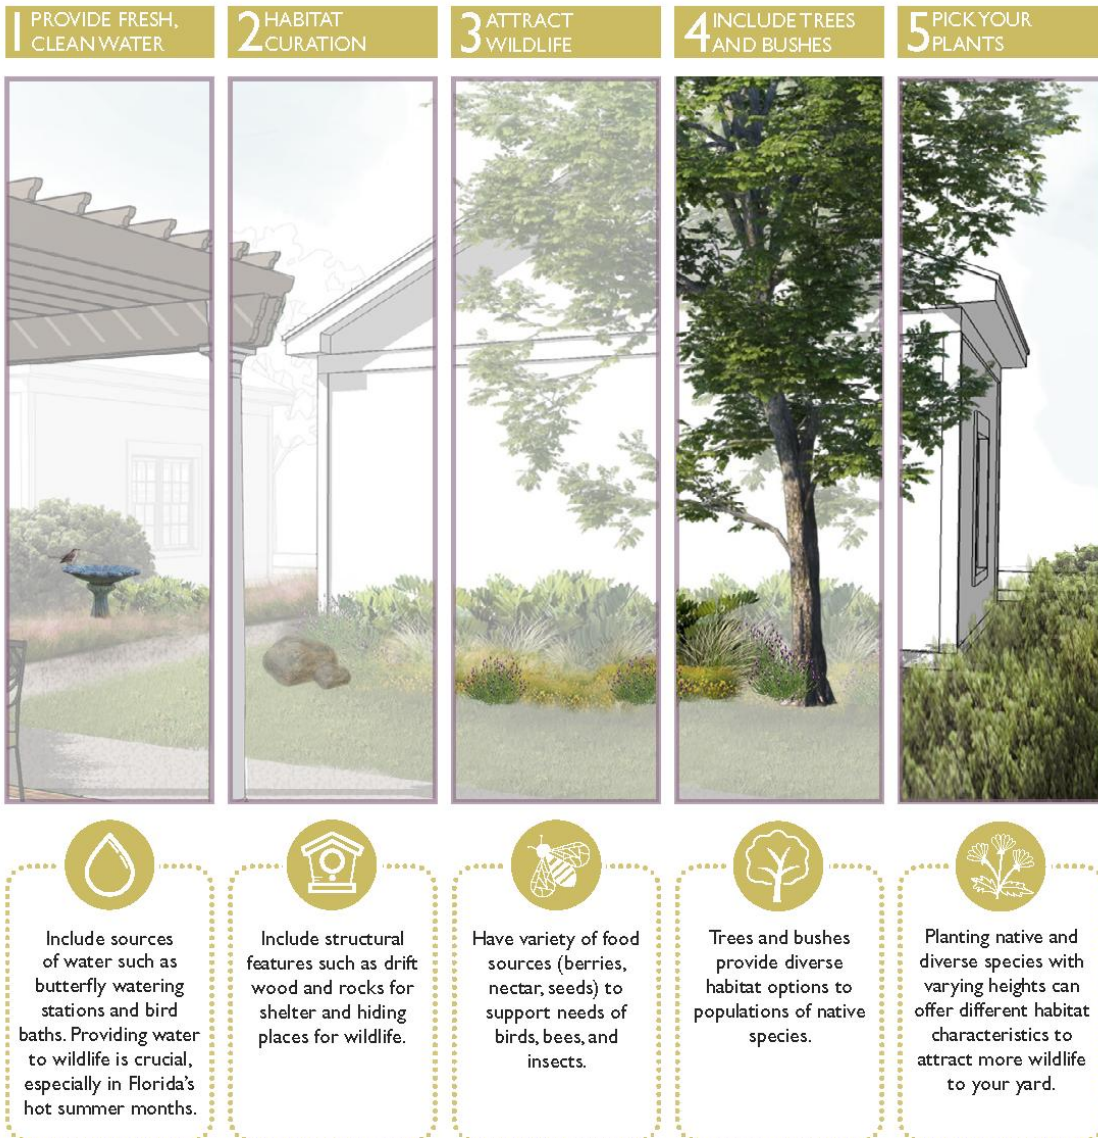 1 PROVIDE FRESH,
CLEAN WATER
2 HABITAT
CURATION
3 ATTRACT
WILDLIFE
4 INCLUDE TREES
AND BUSHES
5 PICK YOUR
PLANTS
Include sources
of water such as
butterfly watering
stations and bird
baths. Providing water
to wildlife is crucial,
especially in Florida's
hot summer months.
Include structural
features such as drift
wood and rocks for
shelter and hiding
places for wildlife.
Have variety of food
sources (berries,
nectar, seeds) to
support needs of
birds, bees, and
insects.
Trees and bushes
provide diverse
habitat options to
populations of native
species.
Planting native and
diverse species with
varying heights can
offer different habitat
characteristics to
attract more wildlife
to your yard.